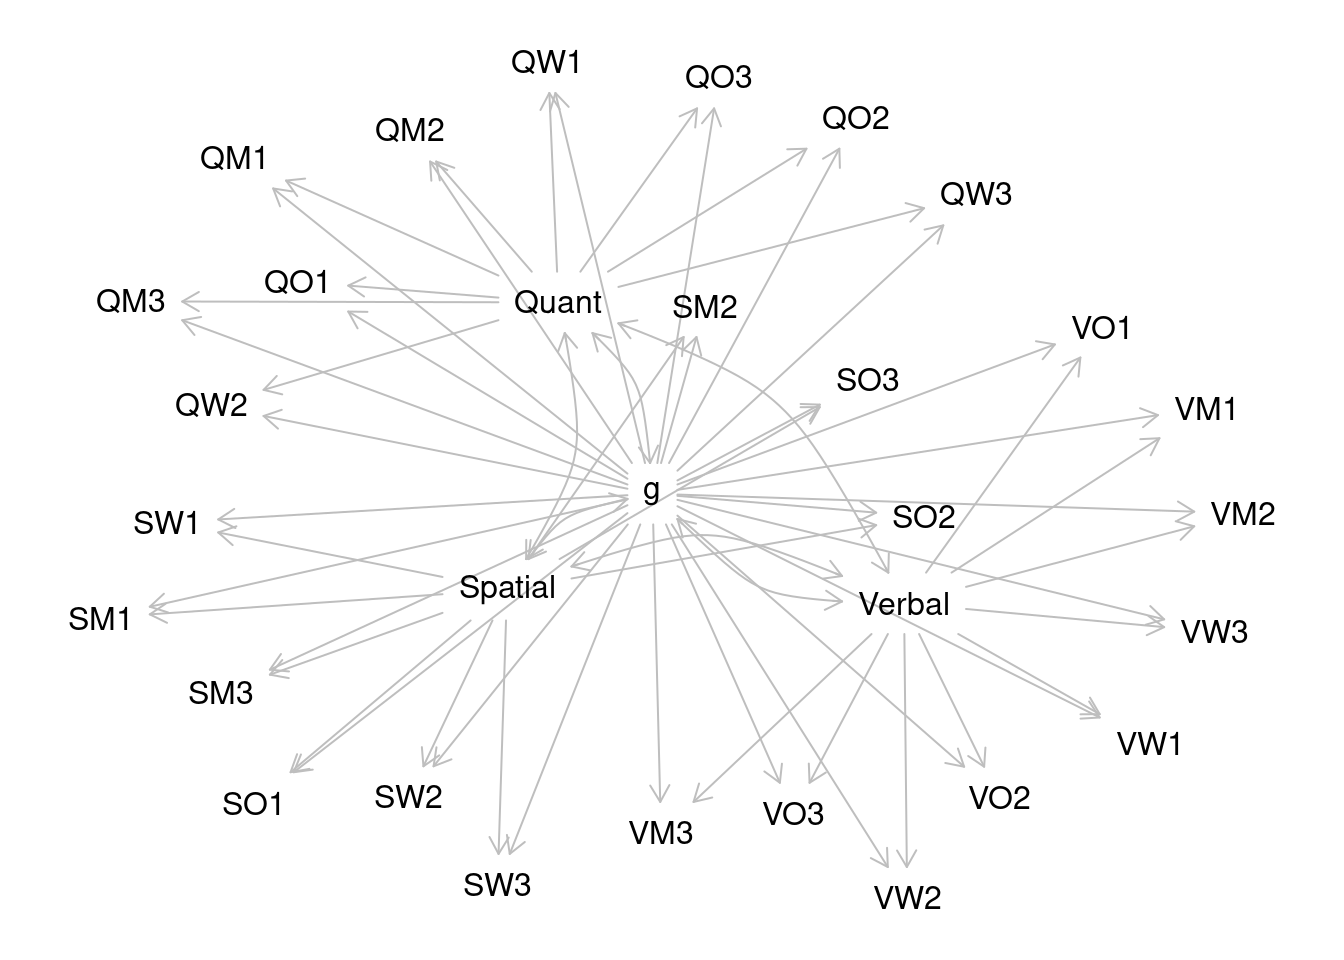 QW1
QO3
QO2
QM2
QM1
QW3
QO1
QM3
Quant
SM2
VO1
SO3
QW2
VM1
g
SO2
VM2
SW1
Spatial
Verbal
SM1
VW3
SM3
VW1
SO1
SW2
VO2
VO3
VM3
SW3
VW2